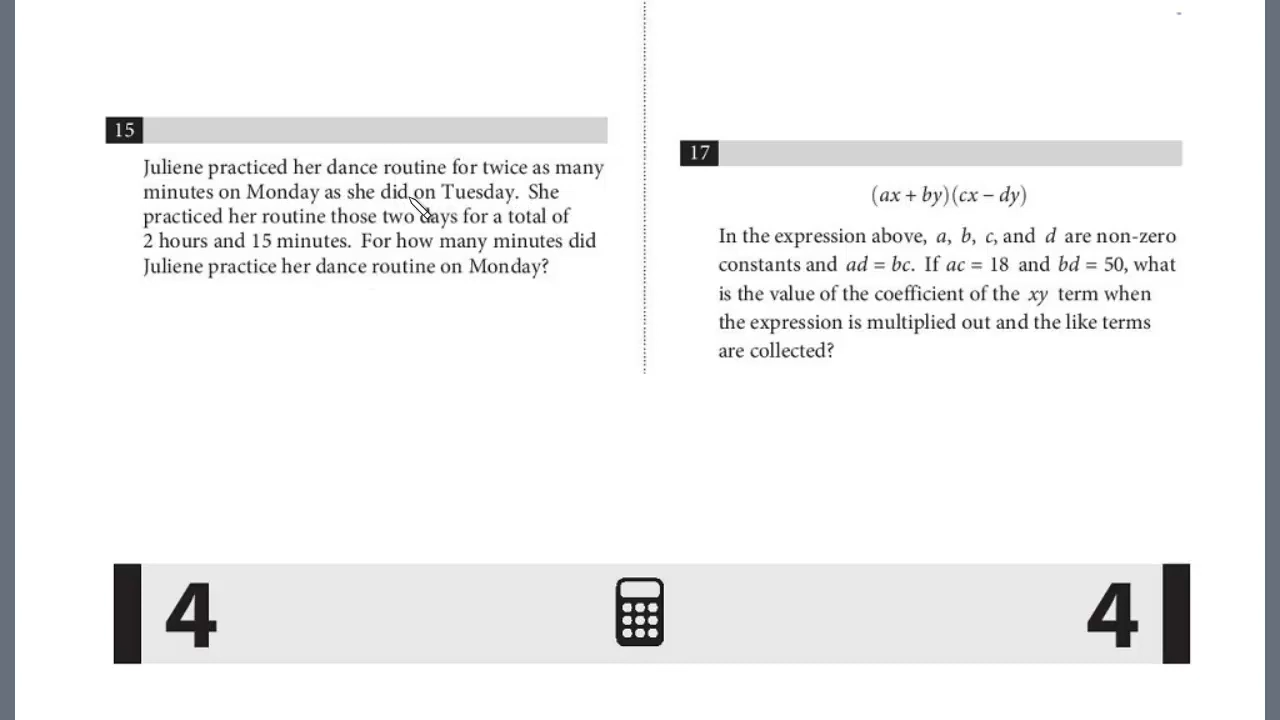 15
Juliene practiced her dance routine for twice as many
minutes on Monday as she did on Tuesday. She
practiced her routine those two days for a total of
2 hours and 15 minutes. For how many minutes did
Juliene practice her dance routine on Monday?
17
(ax + by)(cx − dy)
In the expression above, a, b, c, and d are non-zero
constants and ad = bc. If ac = 18 and bd = 50, what
is the value of the coefficient of the xy term when
the expression is multiplied out and the like terms
are collected?
4
4